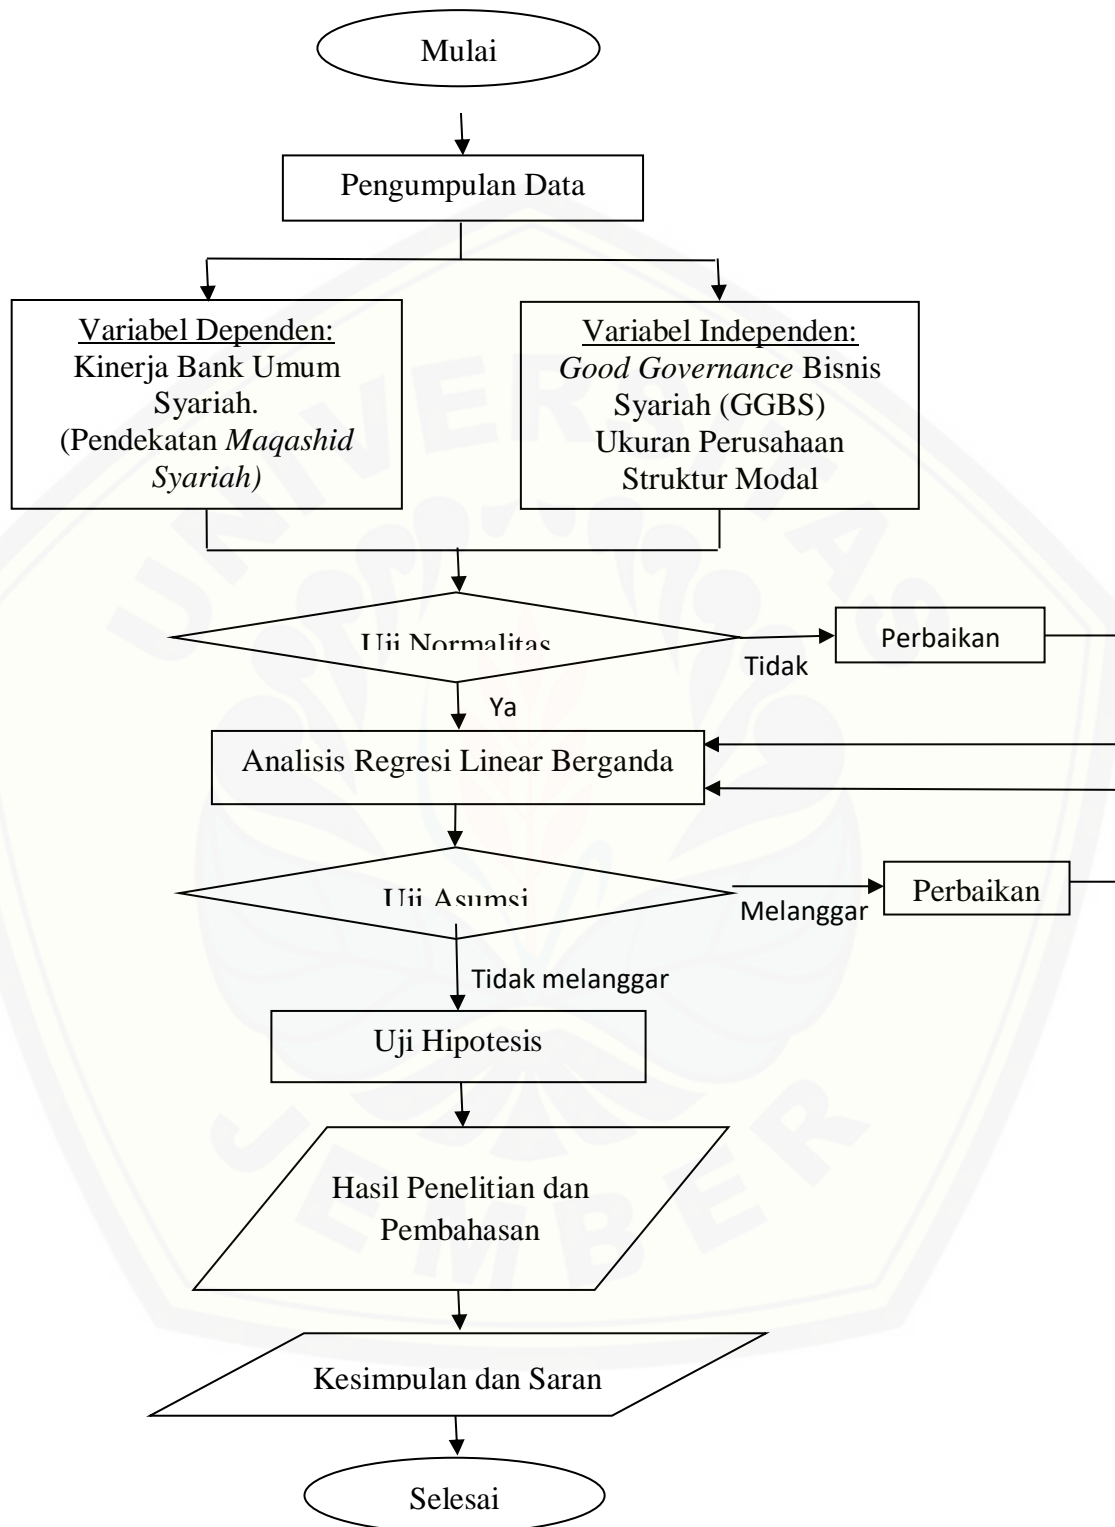 Mulai
Pengumpulan Data
Variabel Dependen:
Kinerja Bank Umum
Syariah.
(Pendekatan Maqashid
Syariah)
Variabel Independen:
Good Governance Bisnis
Syariah (GGBS)
Ukuran Perusahaan
Struktur Modal
Uji Normalitas
Tidak
Perbaikan
Ya
Analisis Regresi Linear Berganda
Uji Asumsi
Melanggar
Perbaikan
Tidak melanggar
Uji Hipotesis
Hasil Penelitian dan
Pembahasan
Kesimpulan dan Saran
Selesai
UNIVERSITAS
JEMBER